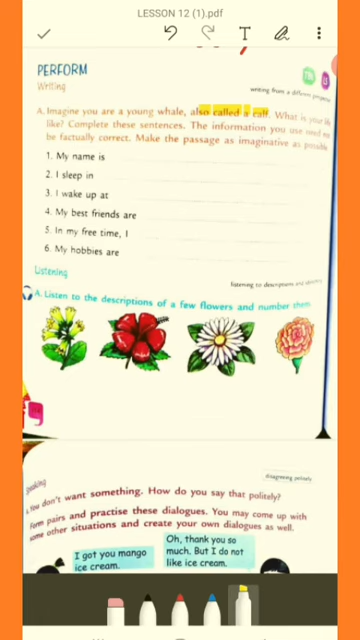 LESSON 12 (1).pdf
PERFORM
Writing
writing from a different
A. Imagine you are a young whale, also called a calf. What is your
like? Complete these sentences. The information you use need
be factually correct. Make the passage as imaginative as possible
1. My name is
2. I sleep in
3. I wake up at
4. My best friends are
5. In my free time, I
6. My hobbies are
Listening
listening to descriptions and
A. Listen to the descriptions of a few flowers and number them
disagreeing politely
You don't want something. How do you say that politely?
Form pairs and practise these dialogues. You may come up with
some other situations and create your own dialogues as well.
I got you mango
ice cream.
Oh, thank you so
much. But I do not
like ice cream.